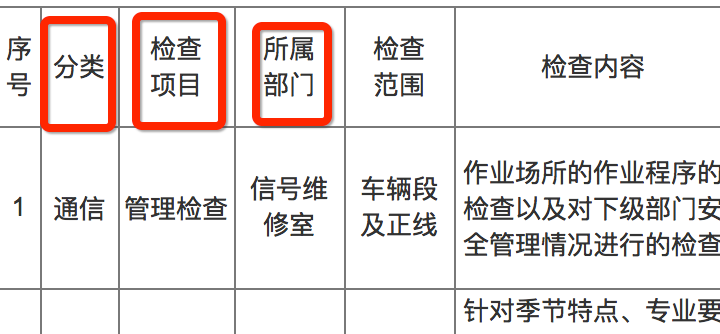 序号
分类
检查项目
所属部门
检查范围
检查内容
1
通信
管理检查
信号维修室
车辆段及正线
作业场所的作业程序的
检查以及对下级部门安
全管理情况进行的检查
针对季节特点、专业要